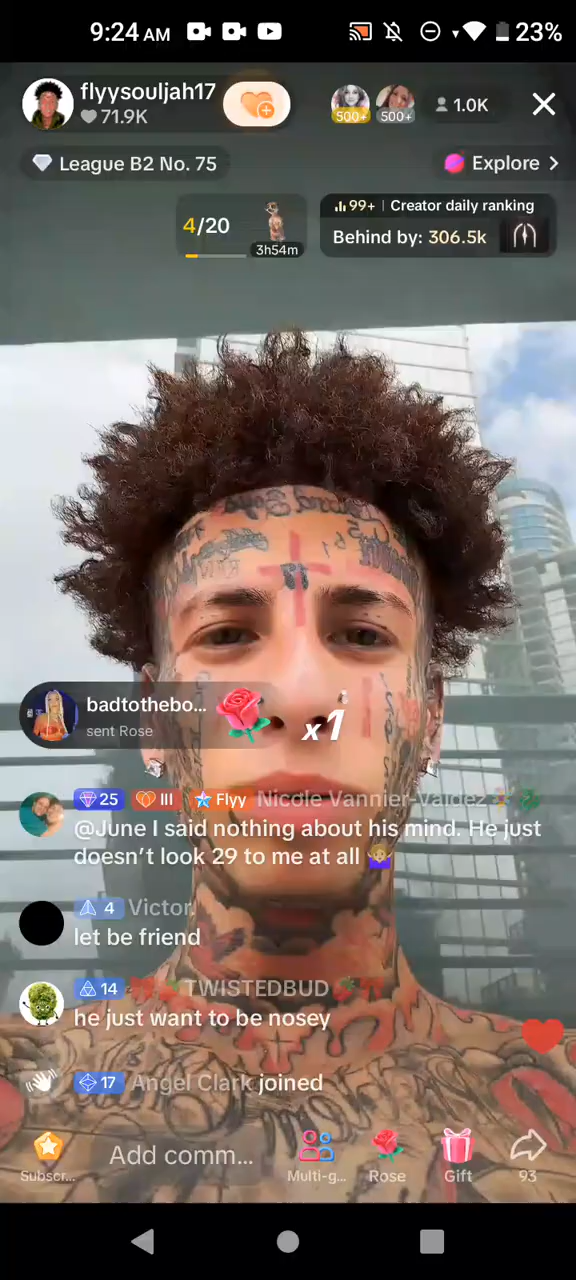 9:24 AM
23%
flyysouljah17
71.9K
500+
500+
1.0K
League B2 No. 75
Explore
4/20
3h54m
99+ | Creator daily ranking
Behind by: 306.5k
badtothebo...
sent Rose
x1
25 III Flyy Nicole Vannier-Valdez
@June I said nothing about his mind. He just
doesn't look 29 to me at all
4 Victor.
let be friend
14 TWISTEDBUD
he just want to be nosey
17 Angel Clark joined
Add comm...
Subscr...
Multi-g...
Rose
Gift
93